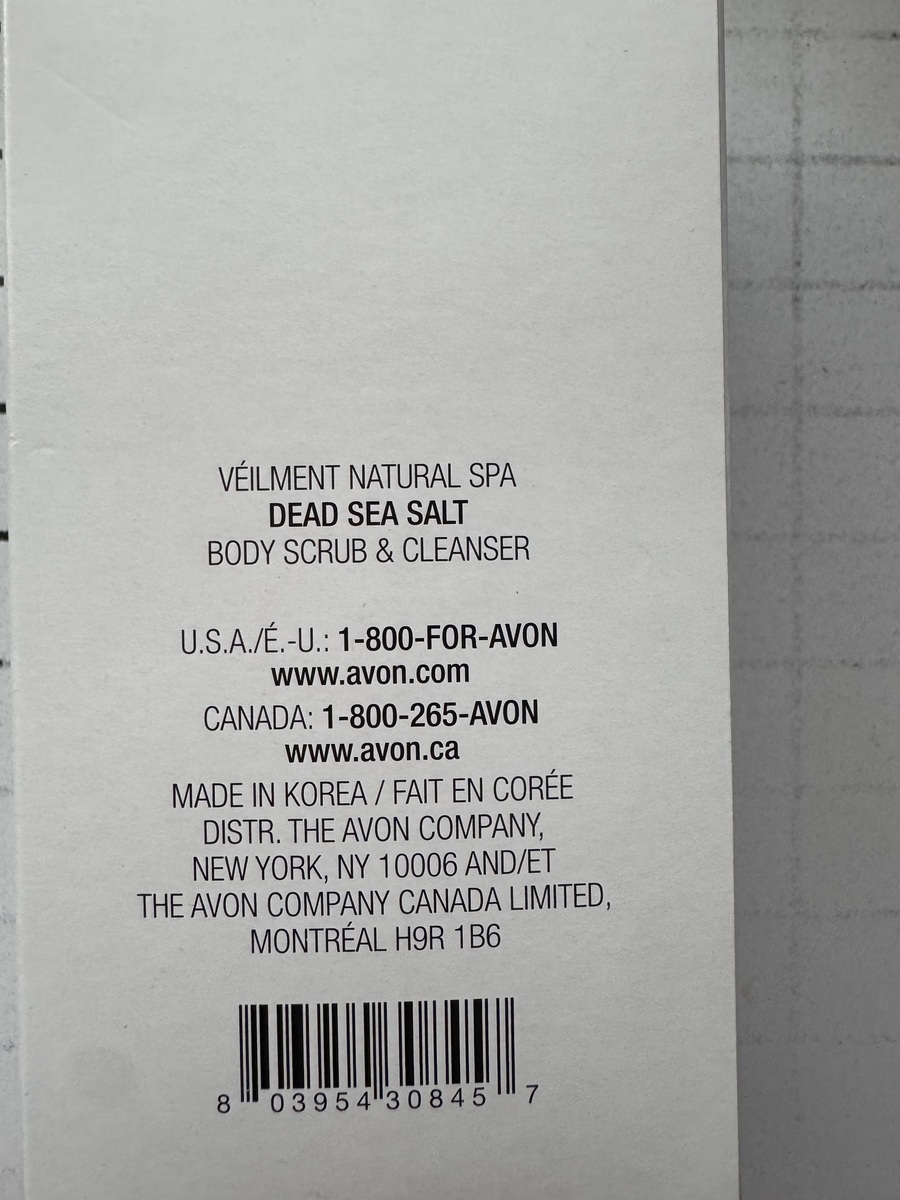 VÉILMENT NATURAL SPA
DEAD SEA SALT
BODY SCRUB & CLEANSER
U.S.A./É.-U.: 1-800-FOR-AVON
www.avon.com
CANADA: 1-800-265-AVON
www.avon.ca
MADE IN KOREA / FAIT EN CORÉE
DISTR. THE AVON COMPANY,
NEW YORK, NY 10006 AND/ET
THE AVON COMPANY CANADA LIMITED,
MONTRÉAL H9R 1B6
8 03954 30845 7